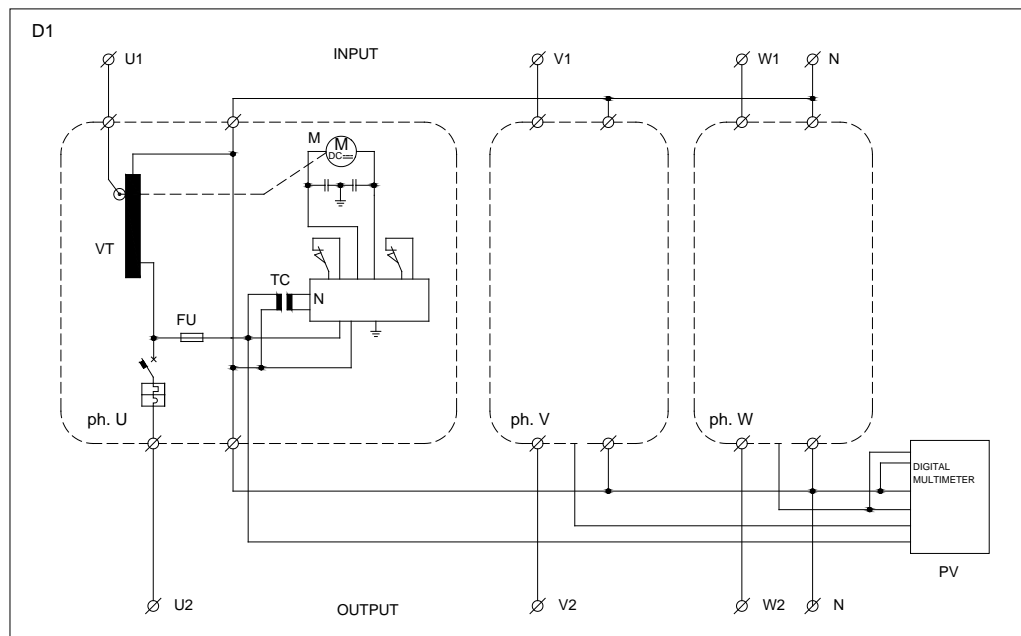 D1
U1
INPUT
V1
W1
N
M
M
DC
VT
TC
N
FU
ph. U
ph. V
ph. W
DIGITAL
MULTIMETER
PV
U2
OUTPUT
V2
W2
N